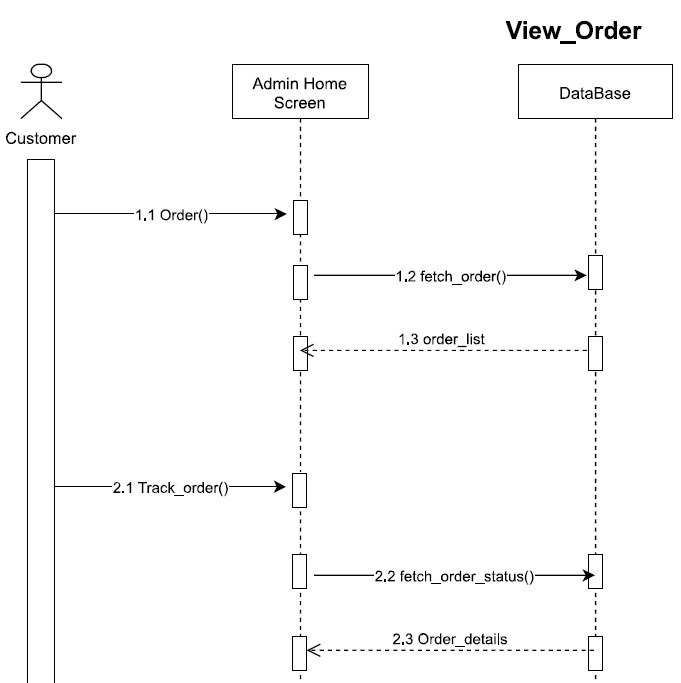 View_Order
Admin Home
Screen
DataBase
Customer
1.1 Order()
1.2 fetch_order()
1.3 order_list
2.1 Track_order()
2.2 fetch_order_status()
2.3 Order_details